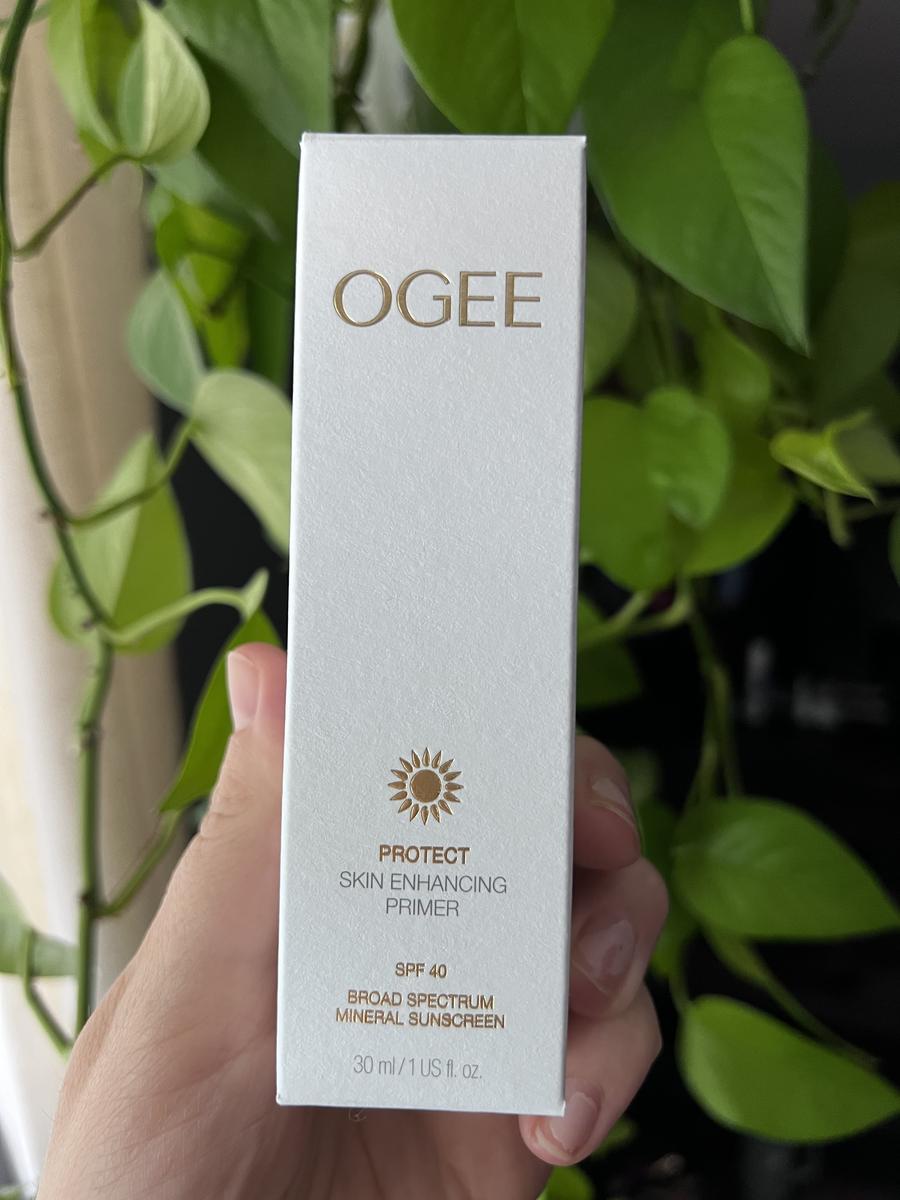 OGEE
PROTECT
SKIN ENHANCING
PRIMER
SPF 40
BROAD SPECTRUM
MINERAL SUNSCREEN
30 ml / 1 US fl. oz.